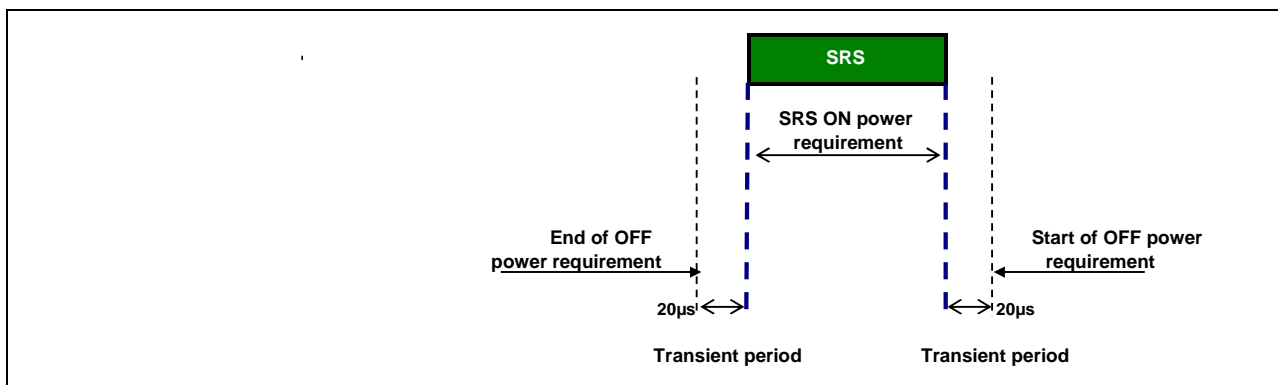 SRS
SRS ON power
requirement
End of OFF
power requirement
Start of OFF power
requirement
20µs
20µs
Transient period
Transient period